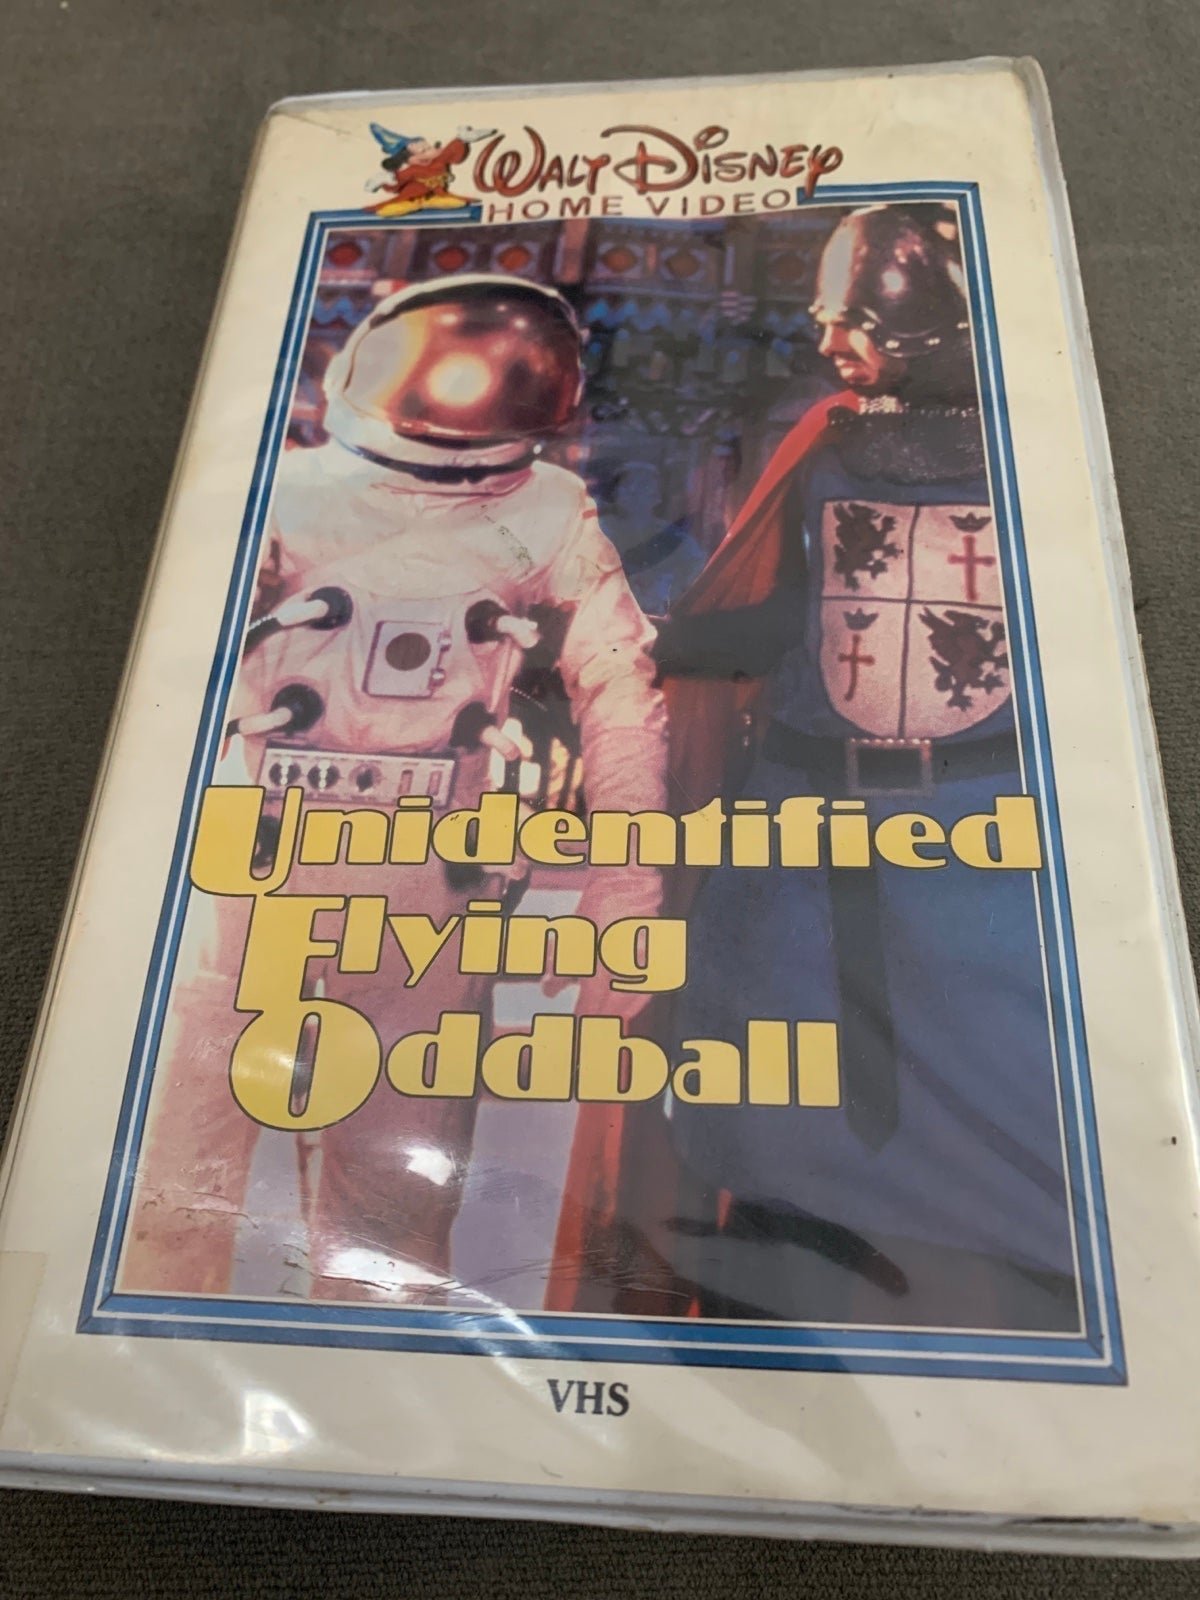 Walt Disney
HOME VIDEO
Unidentified
Flying
Oddball
VHS